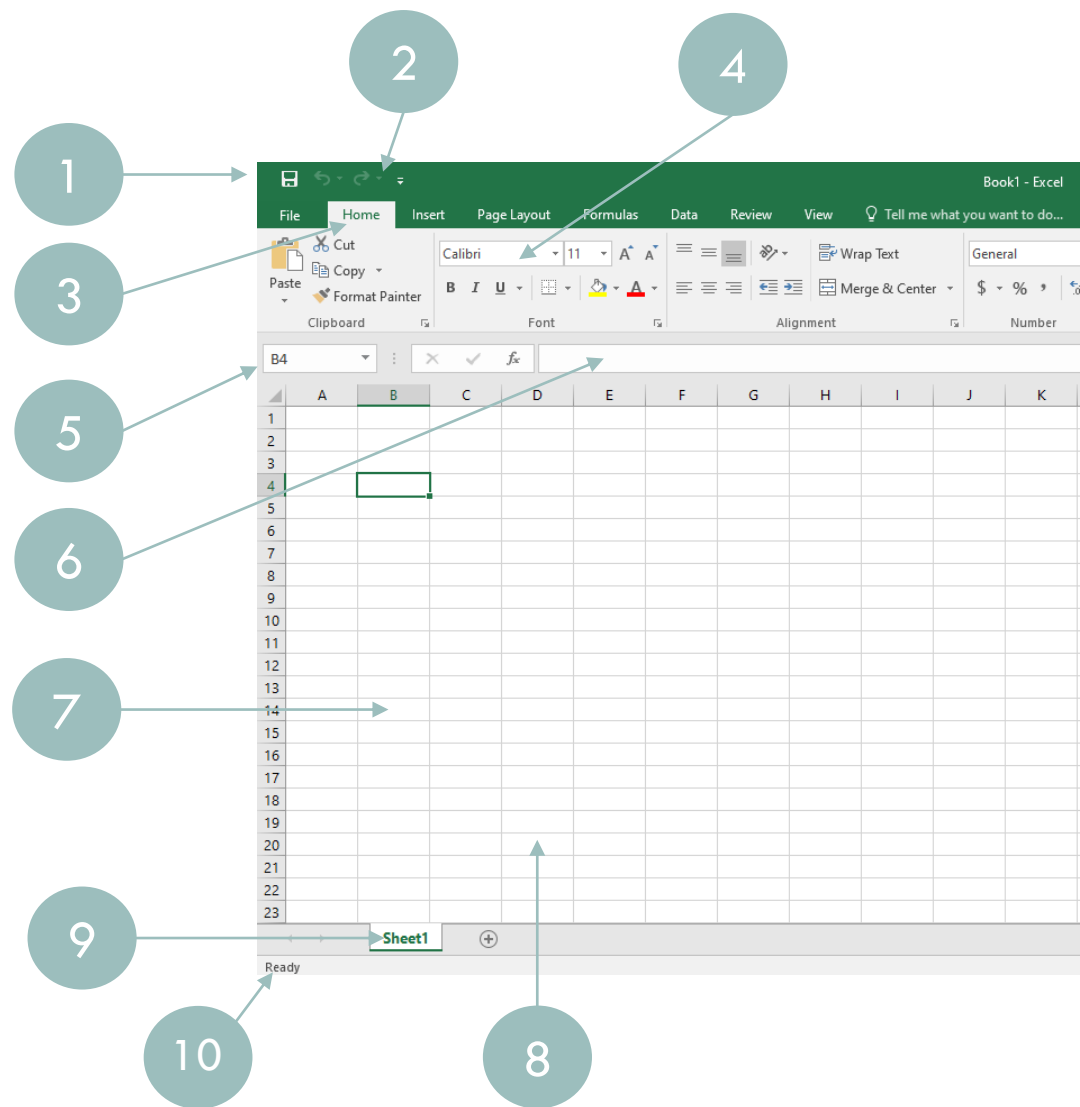 2
4
1
Book1 - Excel
File Home Insert Page Layout Formulas Data Review View Tell me what you want to do...
3
Paste
Cut
Copy
Format Painter
Clipboard
Calibri 11 A A
B I U A
Font
Wrap Text
Merge & Center
Alignment
General
$ % ,
Number
5
B4 fx
A B C D E F G H I J K
1
2
3
4
5
6
7
8
9
10
11
12
13
14
15
16
17
18
19
20
21
22
23
6
7
9
Sheet1
Ready
10
8